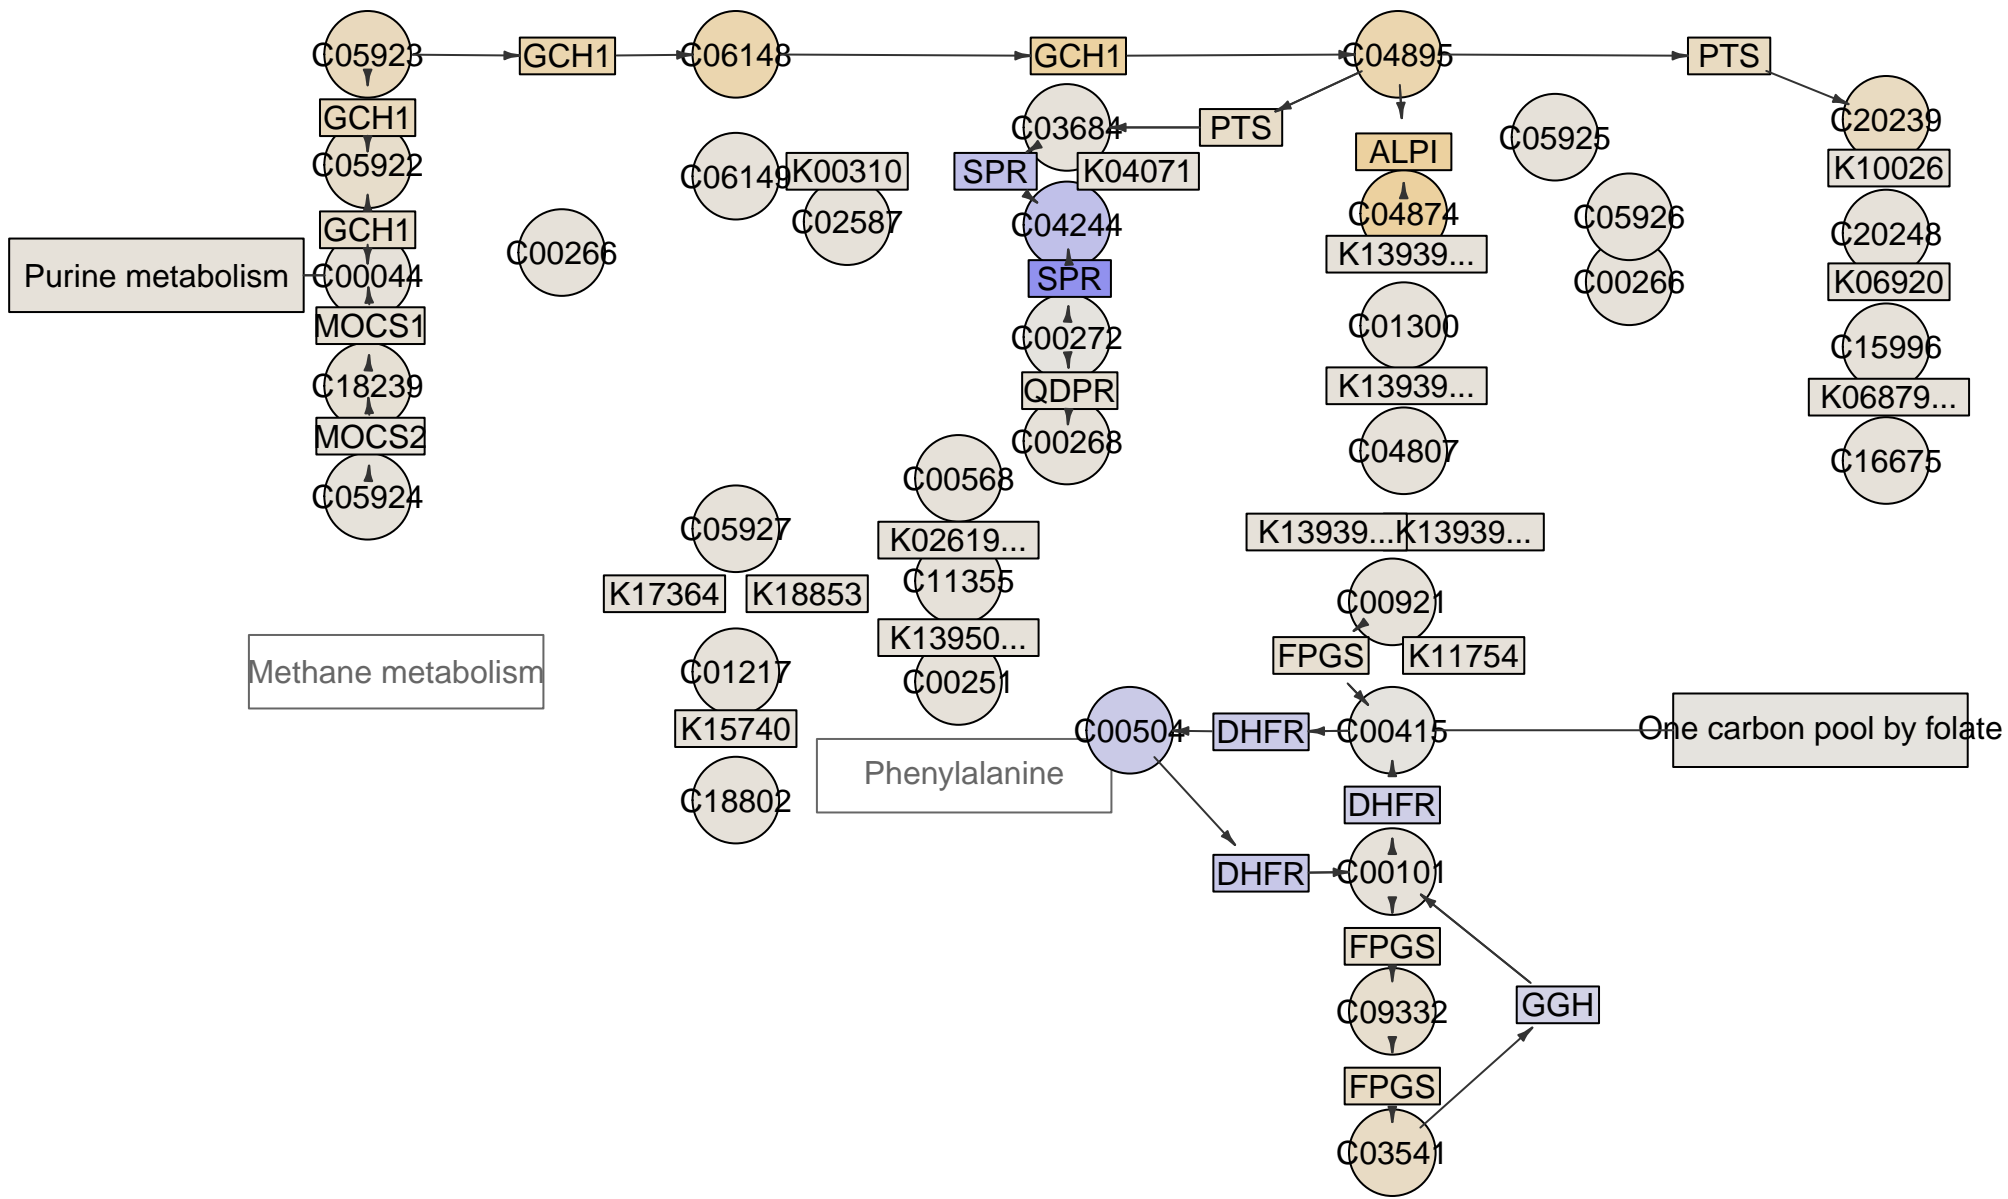 C05923
GCH1
C06148
GCH1
C04895
PTS
GCH1
C03684
PTS
C20239
C05925
ALPI
C05922
C06149
K00310
SPR
K04071
K10026
GCH1
C02587
C04244
C04874
C05926
C20248
C00266
K13939...
Purine metabolism
C00044
SPR
C00266
K06920
MOCS1
C00272
C01300
C15996
C18239
QDPR
K13939...
K06879...
MOCS2
C00268
C04807
C16675
C05924
C00568
C05927
K02619...
K13939...
K13939...
K17364
K18853
C11355
C00921
K13950...
FPGS
K11754
Methane metabolism
C01217
C00251
K15740
C00504
DHFR
C00415
One carbon pool by folate
Phenylalanine
C18802
DHFR
DHFR
C00101
FPGS
C09332
GGH
FPGS
C03541